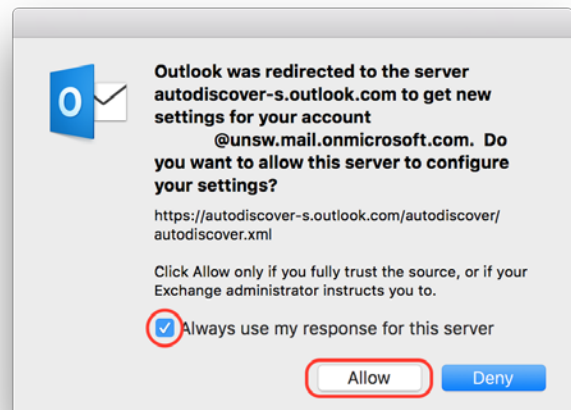 Outlook was redirected to the server
autodiscover-s.outlook.com to get new
settings for your account
@unsw.mail.onmicrosoft.com. Do
you want to allow this server to configure
your settings?
https://autodiscover-s.outlook.com/autodiscover/
autodiscover.xml
Click Allow only if you fully trust the source, or if your
Exchange administrator instructs you to.
Always use my response for this server
Allow
Deny